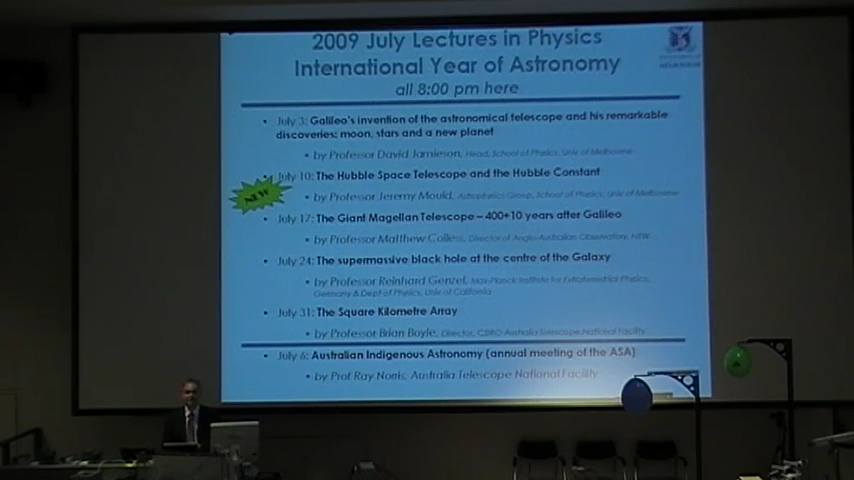 2009 July Lectures in Physics
International Year of Astronomy
all 8:00 pm here
• July 3: Galileo's invention of the astronomical telescope and his remarkable
discoveries: moon, stars and a new planet
• by Professor David Jamieson, Head, School of Physics, Univ of Melbourne
• July 10: The Hubble Space Telescope and the Hubble Constant
NEW
• by Professor Jeremy Mould, Astrophysics Group, School of Physics, Univ of Melbourne
• July 17: The Giant Magellan Telescope – 400+10 years after Galileo
• by Professor Matthew Colless, Director of Anglo-Australian Observatory, NSW
• July 24: The supermassive black hole at the centre of the Galaxy
• by Professor Reinhard Genzel, Max-Planck Institute for Extraterrestrial Physics,
Germany & Dept of Physics, Univ of California
• July 31: The Square Kilometre Array
• by Professor Brian Boyle, Director, CSIRO Australia Telescope National Facility
• July 6: Australian Indigenous Astronomy (annual meeting of the ASA)
• by Prof Ray Norris, Australia Telescope National Facility